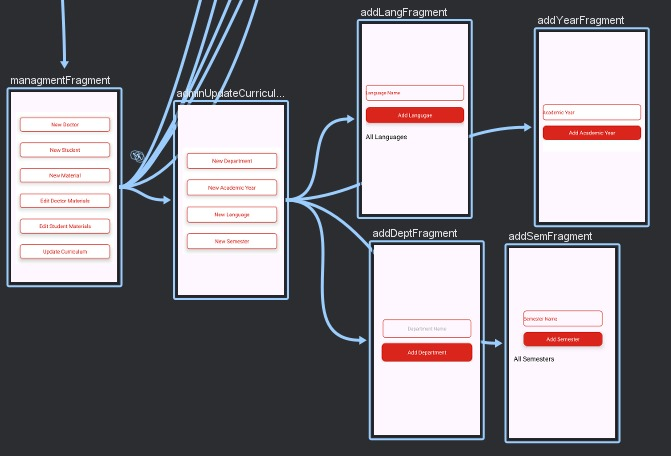 managmentFragment
New Doctor
New Student
New Material
Edit Doctor Materials
Edit Student Materials
Update Curriculum
adminUpdateCurricul...
New Department
New Academic Year
New Language
New Semester
addLangFragment
Language Name
Add Langugae
All Languages
addYearFragment
Academic Year
Add Academic Year
addDeptFragment
Department Name
Add Department
addSemFragment
Semester Name
Add Semester
All Semesters